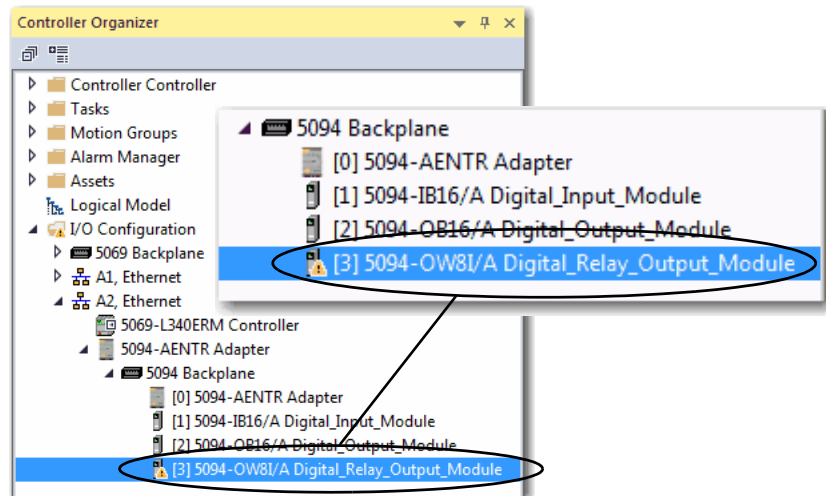 Controller Organizer
Controller Controller
Tasks
Motion Groups
Alarm Manager
Assets
Logical Model
I/O Configuration
5069 Backplane
A1, Ethernet
A2, Ethernet
5069-L340ERM Controller
5094-AENTR Adapter
5094 Backplane
[0] 5094-AENTR Adapter
[1] 5094-IB16/A Digital_Input_Module
[2] 5094-OB16/A Digital_Output_Module
[3] 5094-OW8I/A Digital_Relay_Output_Module
5094 Backplane
[0] 5094-AENTR Adapter
[1] 5094-IB16/A Digital_Input_Module
[2] 5094-OB16/A Digital_Output_Module
[3] 5094-OW8I/A Digital_Relay_Output_Module